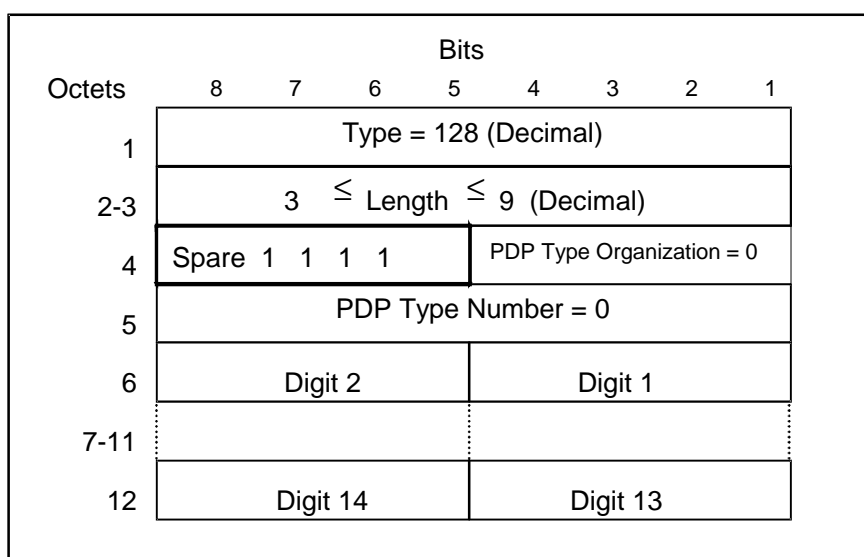 Bits
Octets 8 7 6 5 4 3 2 1
1 Type = 128 (Decimal)
2-3 3 ≤ Length ≤ 9 (Decimal)
4 Spare 1 1 1 1 PDP Type Organization = 0
5 PDP Type Number = 0
6 Digit 2 Digit 1
7-11
12 Digit 14 Digit 13